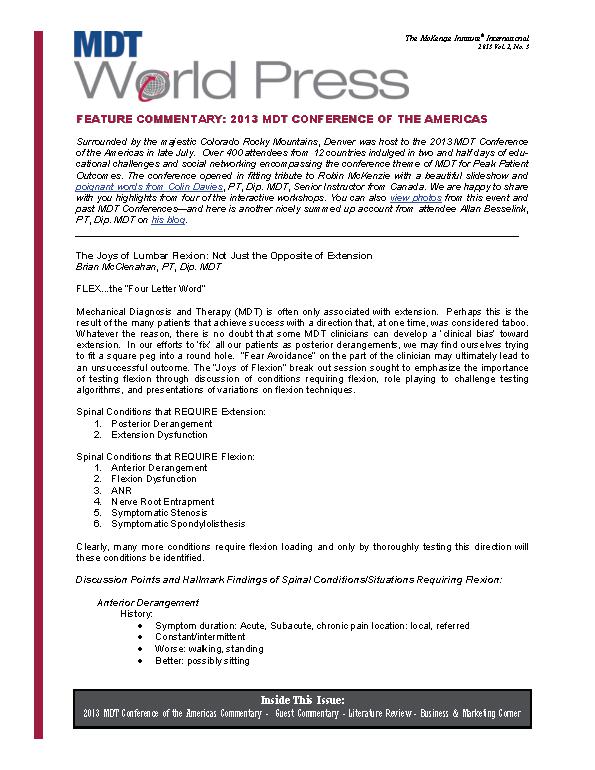 MDT
World Press
The McKenzie Institute® International
2013 Vol. 2, No. 3
FEATURE COMMENTARY: 2013 MDT CONFERENCE OF THE AMERICAS
Surrounded by the majestic Colorado Rocky Mountains, Denver was host to the 2013 MDT Conference
of the Americas in late July. Over 400 attendees from 12 countries indulged in two and half days of edu-
cational challenges and social networking encompassing the conference theme of MDT for Peak Patient
Outcomes. The conference opened in fitting tribute to Robin McKenzie with a beautiful slideshow and
poignant words from Colin Davies, PT, Dip. MDT, Senior Instructor from Canada. We are happy to share
with you highlights from four of the interactive workshops. You can also view photos from this event and
past MDT Conferences—and here is another nicely summed up account from attendee Allan Besselink,
PT, Dip. MDT on his blog.
The Joys of Lumbar Flexion: Not Just the Opposite of Extension
Brian McClenahan, PT, Dip. MDT
FLEX...the "Four Letter Word"
Mechanical Diagnosis and Therapy (MDT) is often only associated with extension. Perhaps this is the
result of the many patients that achieve success with a direction that, at one time, was considered taboo.
Whatever the reason, there is no doubt that some MDT clinicians can develop a 'clinical bias' toward
extension. In our efforts to 'fix' all our patients as posterior derangements, we may find ourselves trying
to fit a square peg into a round hole. "Fear Avoidance" on the part of the clinician may ultimately lead to
an unsuccessful outcome. The "Joys of Flexion" break out session sought to emphasize the importance
of testing flexion through discussion of conditions requiring flexion, role playing to challenge testing
algorithms, and presentations of variations on flexion techniques.
Spinal Conditions that REQUIRE Extension:
1. Posterior Derangement
2. Extension Dysfunction
Spinal Conditions that REQUIRE Flexion:
1. Anterior Derangement
2. Flexion Dysfunction
3. ANR
4. Nerve Root Entrapment
5. Symptomatic Stenosis
6. Symptomatic Spondylolisthesis
Clearly, many more conditions require flexion loading and only by thoroughly testing this direction will
these conditions be identified.
Discussion Points and Hallmark Findings of Spinal Conditions/Situations Requiring Flexion:
Anterior Derangement
History:
• Symptom duration: Acute, Subacute, chronic pain location: local, referred
• Constant/intermittent
• Worse: walking, standing
• Better: possibly sitting
Inside This Issue:
2013 MDT Conference of the Americas Commentary - Guest Commentary - Literature Review - Business & Marketing Corner